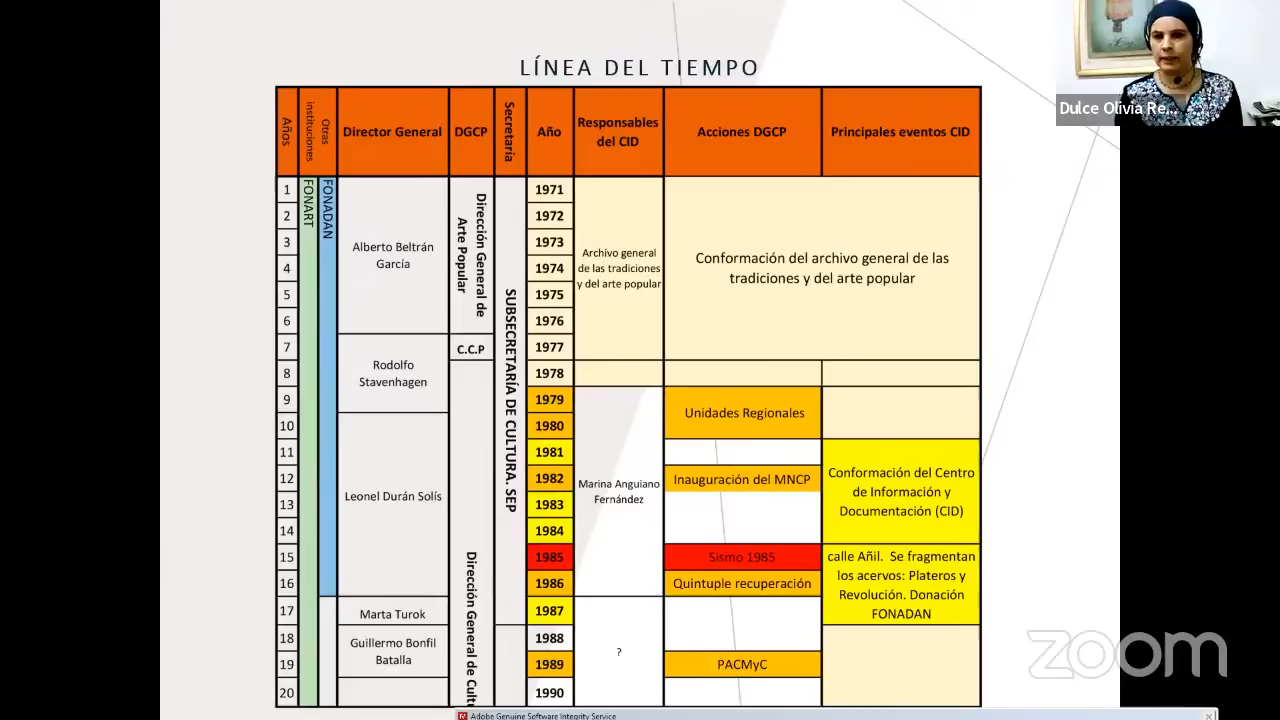 LÍNEA DEL TIEMPO
Dulce Olivia Re...
Años
Otras
instituciones
Director General
DGCP
Secretaria
Año
Responsables
del CID
Acciones DGCP
Principales eventos CID
FONART
FONADAN
1
2
3
4
5
6
7
8
9
10
11
12
13
14
15
16
17
18
19
20
Alberto Beltrán
García
Rodolfo
Stavenhagen
Leonel Durán Solís
Marta Turok
Guillermo Bonfil
Batalla
Dirección General de
Arte Popular
C.C.P
Dirección General de Cult
SUBSECRETARÍA DE CULTURA. SEP
1971
1972
1973
1974
1975
1976
1977
1978
1979
1980
1981
1982
1983
1984
1985
1986
1987
1988
1989
1990
Archivo general
de las tradiciones
y del arte popular
Marina Anguiano
Fernández
?
Conformación del archivo general de las
tradiciones y del arte popular
Unidades Regionales
Inauguración del MNCP
Sismo 1985
Quintuple recuperación
PACMyC
Conformación del Centro
de Información y
Documentación (CID)
calle Añil. Se fragmentan
los acervos: Plateros y
Revolución. Donación
FONADAN
zoom
Adobe Genuine Software Integrity Service